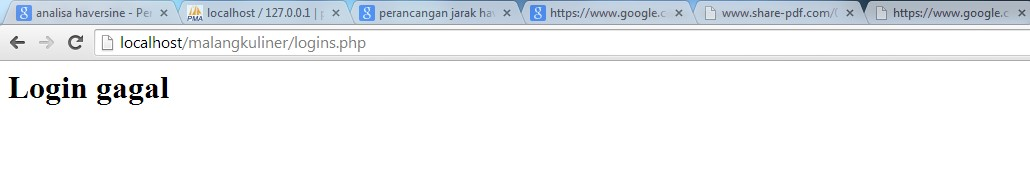 analisa haversine - Pe
localhost / 127.0.0.1 | p
perancangan jarak hav
https://www.google.c
www.share-pdf.com/
https://www.google.c
localhost/malangkuliner/logins.php
Login gagal